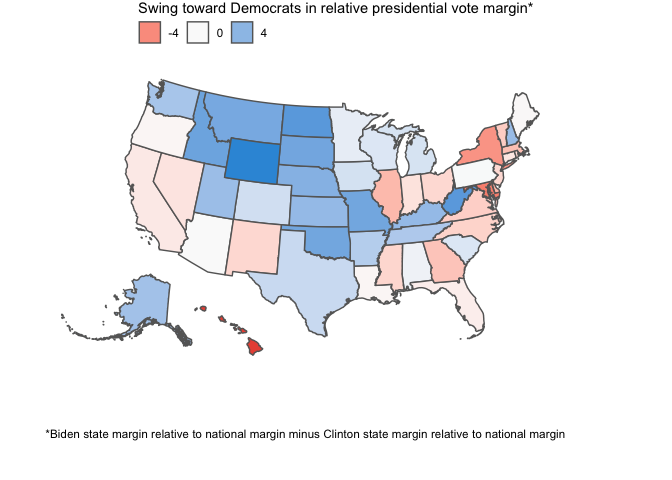 Swing toward Democrats in relative presidential vote margin*
-4 0 4
*Biden state margin relative to national margin minus Clinton state margin relative to national margin